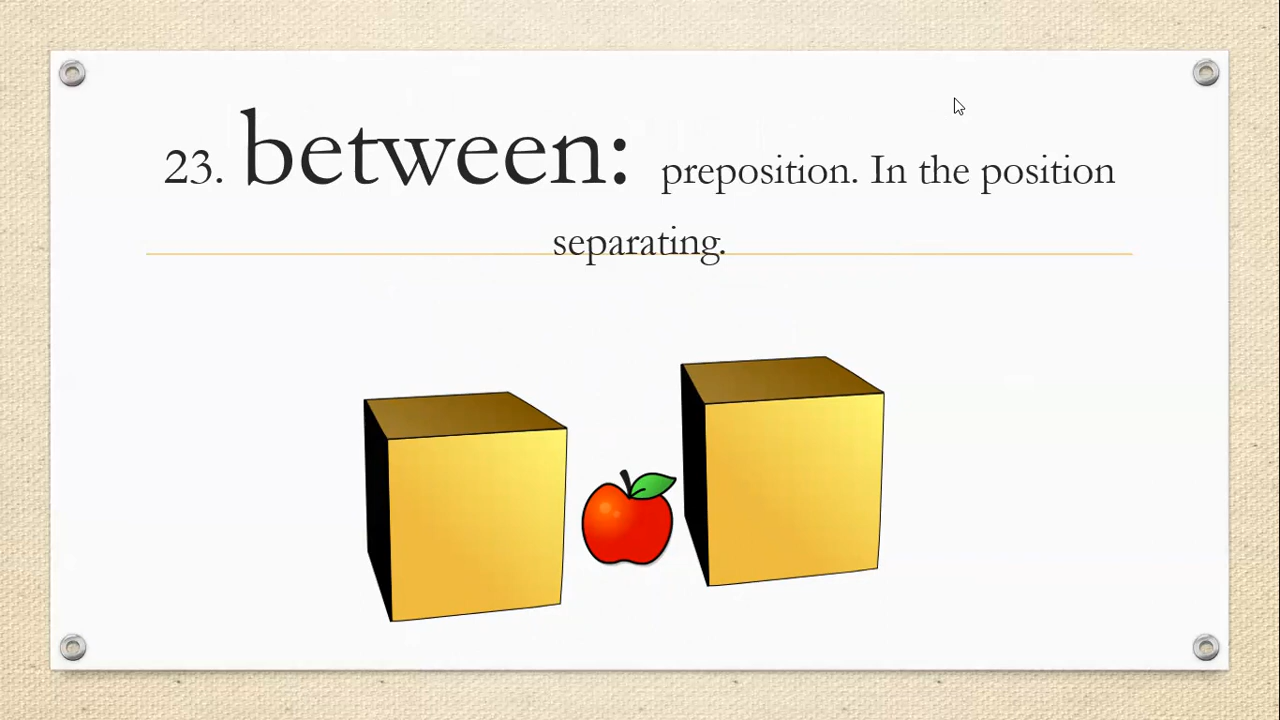 23. between: preposition. In the position
separating.